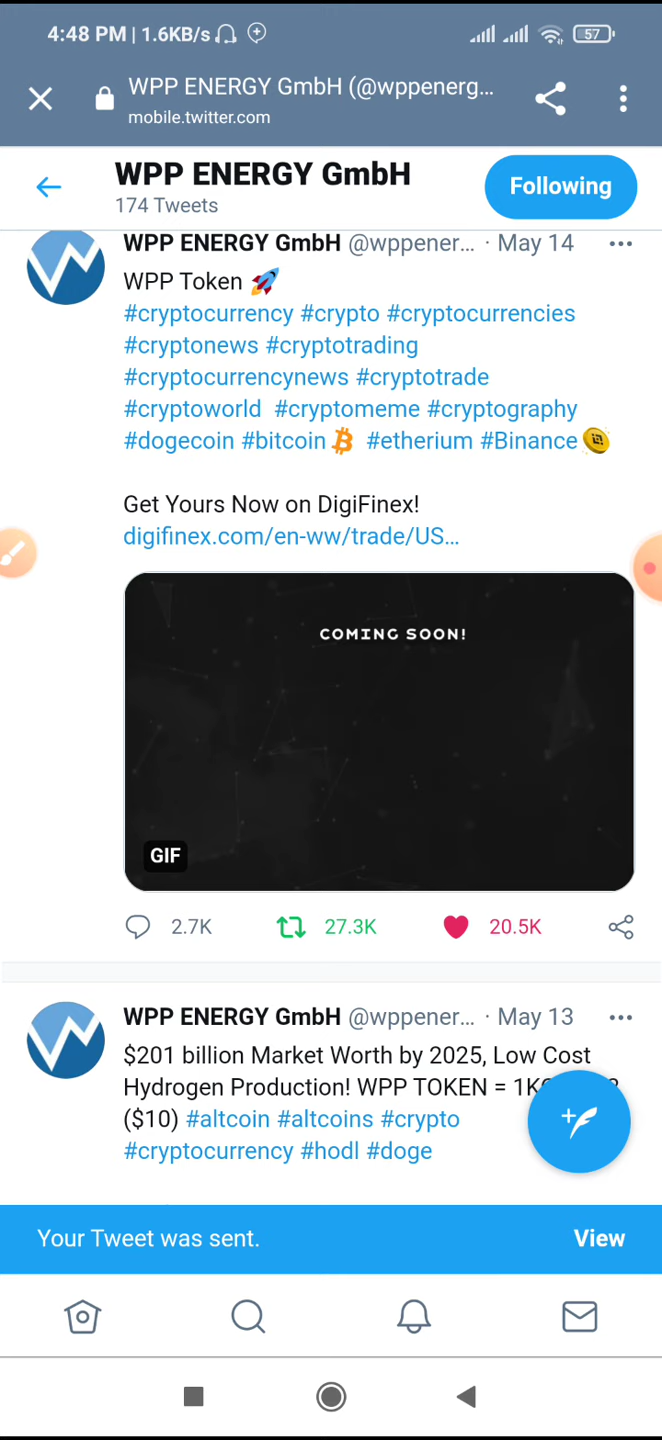 4:48 PM | 1.6KB/s
57
WPP ENERGY GmbH (@wppenerg...
mobile.twitter.com
WPP ENERGY GmbH
174 Tweets
Following
WPP ENERGY GmbH @wppener... · May 14
WPP Token 🚀
#cryptocurrency #crypto #cryptocurrencies
#cryptonews #cryptotrading
#cryptocurrencynews #cryptotrade
#cryptoworld #cryptomeme #cryptography
#dogecoin #bitcoin #etherium #Binance
Get Yours Now on DigiFinex!
digifinex.com/en-ww/trade/US...
COMING SOON!
GIF
2.7K 27.3K 20.5K
WPP ENERGY GmbH @wppener... · May 13
$201 billion Market Worth by 2025, Low Cost
Hydrogen Production! WPP TOKEN =
($10) #altcoin #altcoins #crypto
#cryptocurrency #hodl #doge
Your Tweet was sent.
View